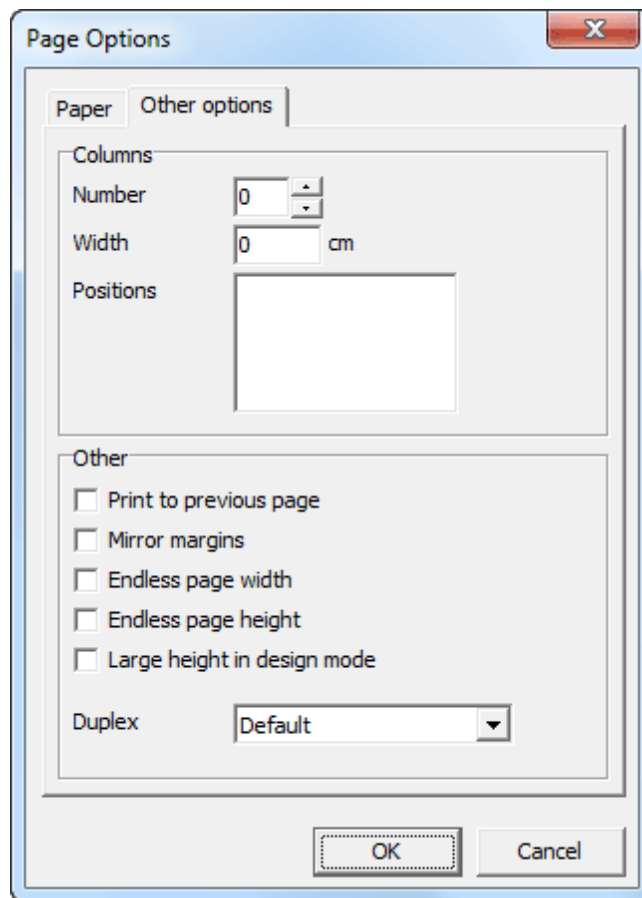 Page Options
Paper Other options
Columns
Number 0
Width 0 cm
Positions
Other
Print to previous page
Mirror margins
Endless page width
Endless page height
Large height in design mode
Duplex Default
OK Cancel